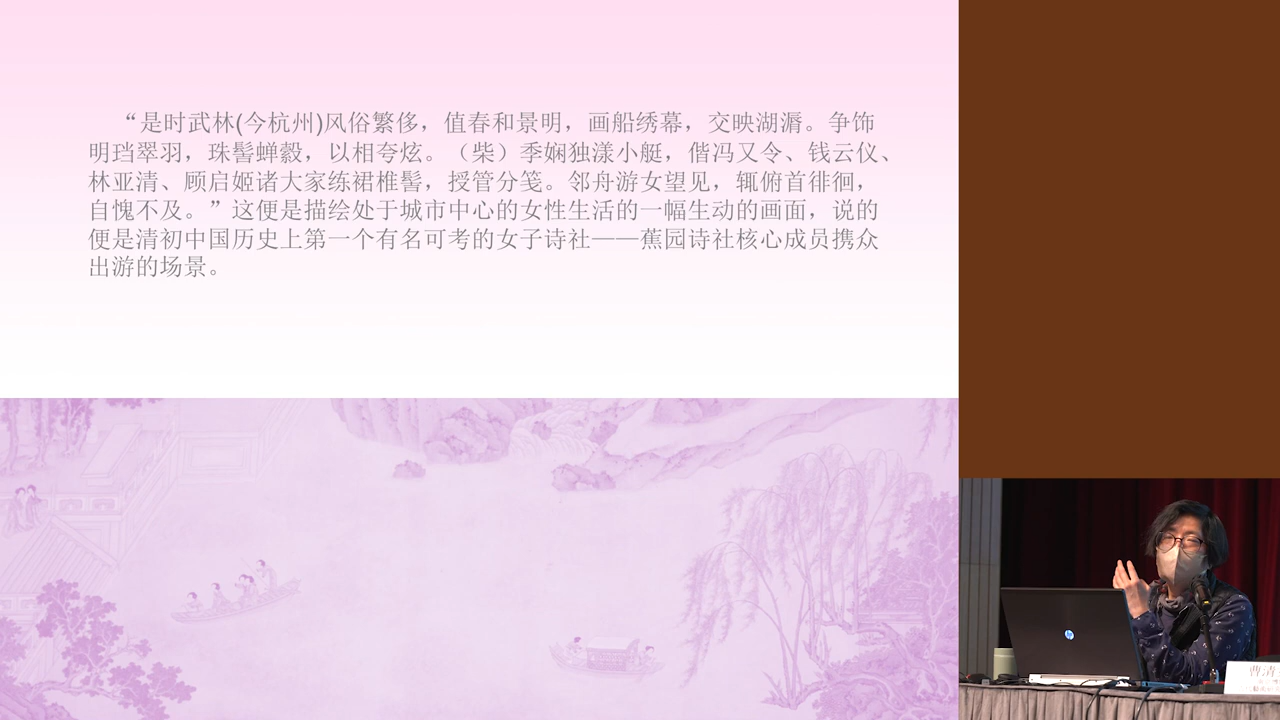 “是时武林(今杭州)风俗繁侈，值春和景明，画船绣幕，交映湖漘。争饰
明珰翠羽，珠髻蝉縠，以相夸炫。（柴）季娴独漾小艇，偕冯又令、钱云仪、
林亚清、顾启姬诸大家练裙椎髻，授管分笺。邻舟游女望见，辄俯首徘徊，
自愧不及。”这便是描绘处于城市中心的女性生活的一幅生动的画面，说的
便是清初中国历史上第一个有名可考的女子诗社——蕉园诗社核心成员携众
出游的场景。
hp